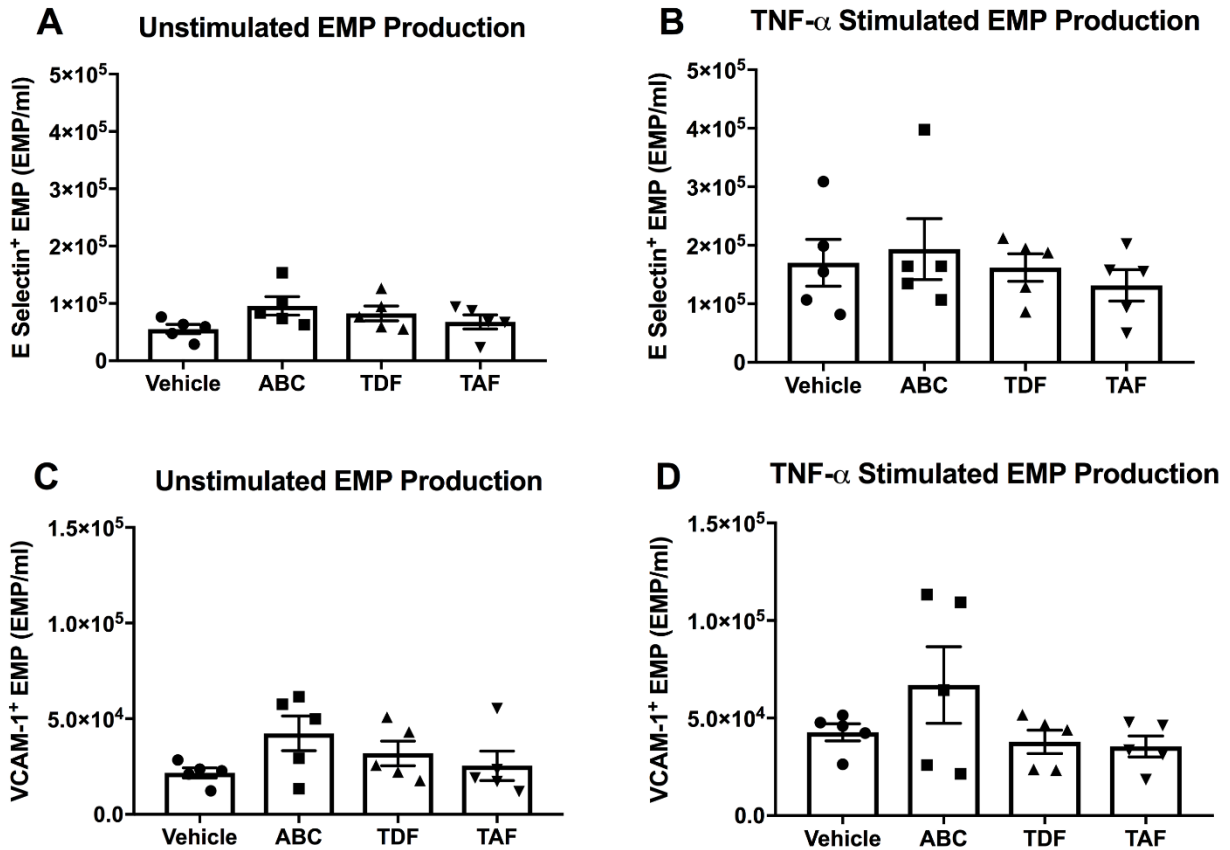 A
Unstimulated EMP Production
E Selectin⁺ EMP (EMP/ml)
5×10⁵
4×10⁵
3×10⁵
2×10⁵
1×10⁵
0
Vehicle ABC TDF TAF
B
TNF-α Stimulated EMP Production
E Selectin⁺ EMP (EMP/ml)
5×10⁵
4×10⁵
3×10⁵
2×10⁵
1×10⁵
0
Vehicle ABC TDF TAF
C
Unstimulated EMP Production
VCAM-1⁺ EMP (EMP/ml)
1.5×10⁵
1.0×10⁵
5.0×10⁴
0.0
Vehicle ABC TDF TAF
D
TNF-α Stimulated EMP Production
VCAM-1⁺ EMP (EMP/ml)
1.5×10⁵
1.0×10⁵
5.0×10⁴
0.0
Vehicle ABC TDF TAF